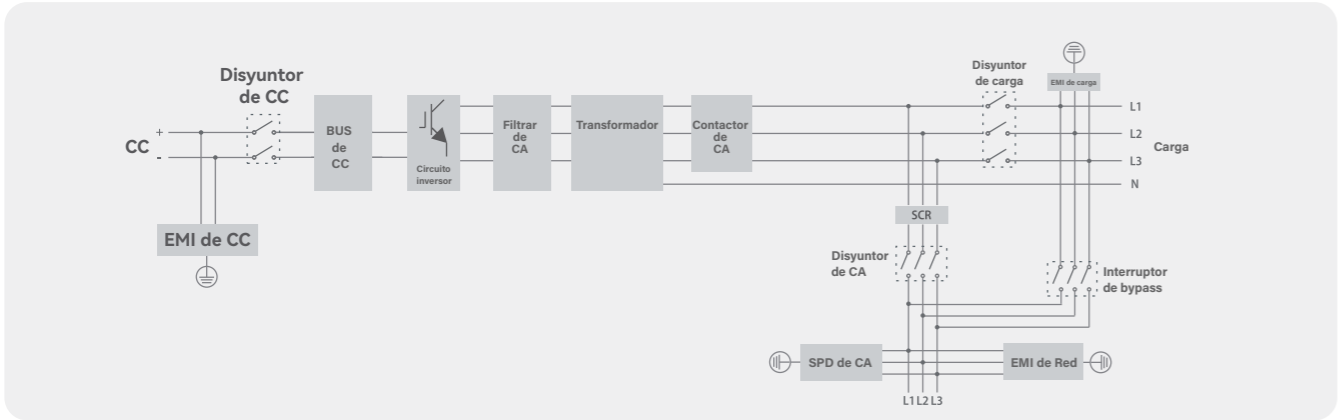 Disyuntor
de CC
CC
+
-
EMI de CC
BUS
de
CC
Circuito
inversor
Filtrar
de
CA
Transformador
Contactor
de
CA
Disyuntor
de carga
EMI de carga
L1
L2
L3
N
Carga
SCR
Disyuntor
de CA
Interruptor
de bypass
SPD de CA
EMI de Red
L1 L2 L3